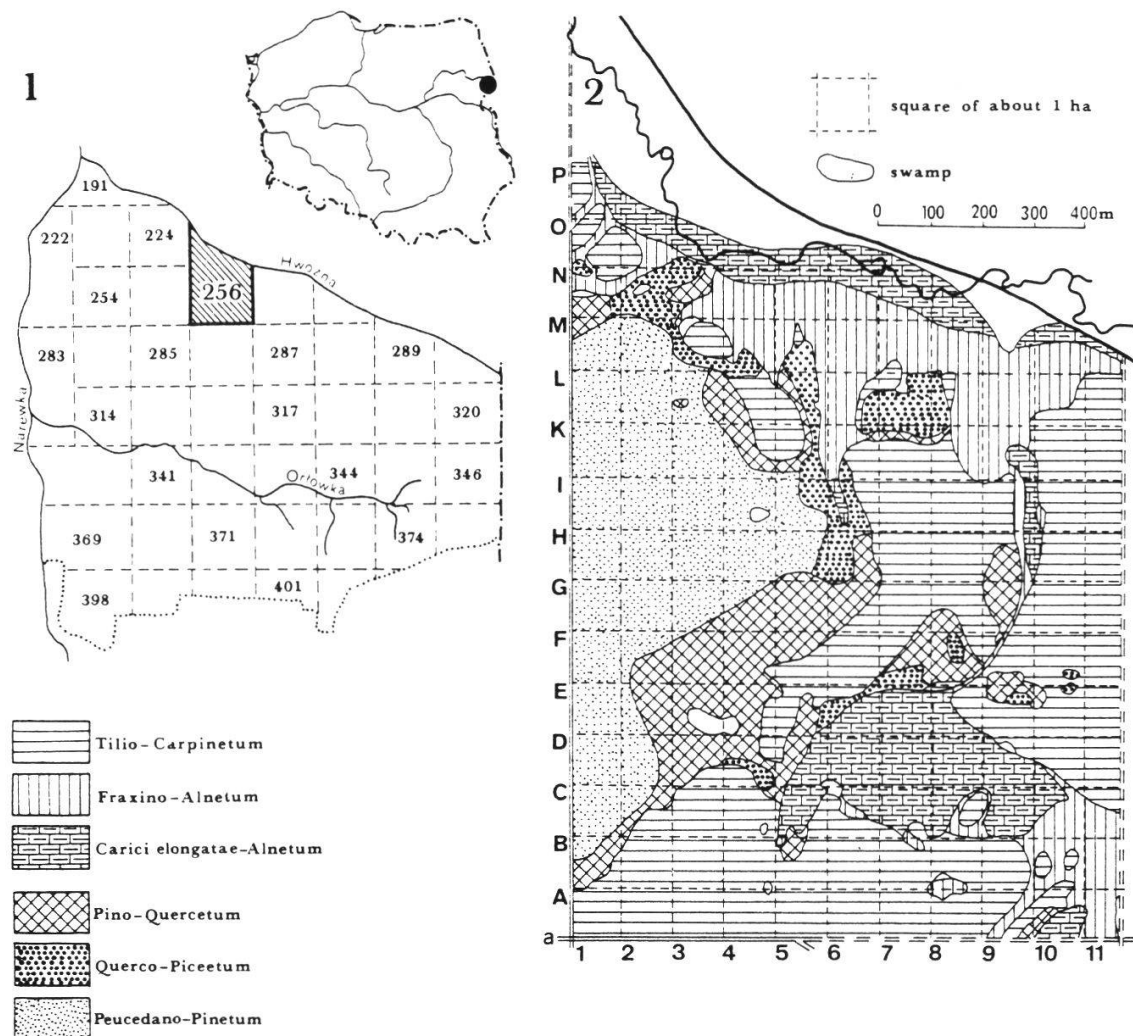 1
191
222
224
Hwoźna
254
256
283
285
287
289
Narewka
314
317
320
341
Orłówka
344
346
369
371
374
398
401
Tilio-Carpinetum
Fraxino-Alnetum
Carici elongatae-Alnetum
Pino-Quercetum
Querco-Piceetum
Peucedano-Pinetum
2
square of about 1 ha
swamp
0 100 200 400m
P
O
N
M
L
K
I
H
G
F
E
D
C
B
A
a
1 2 3 4 5 6 7 8 9 10 11